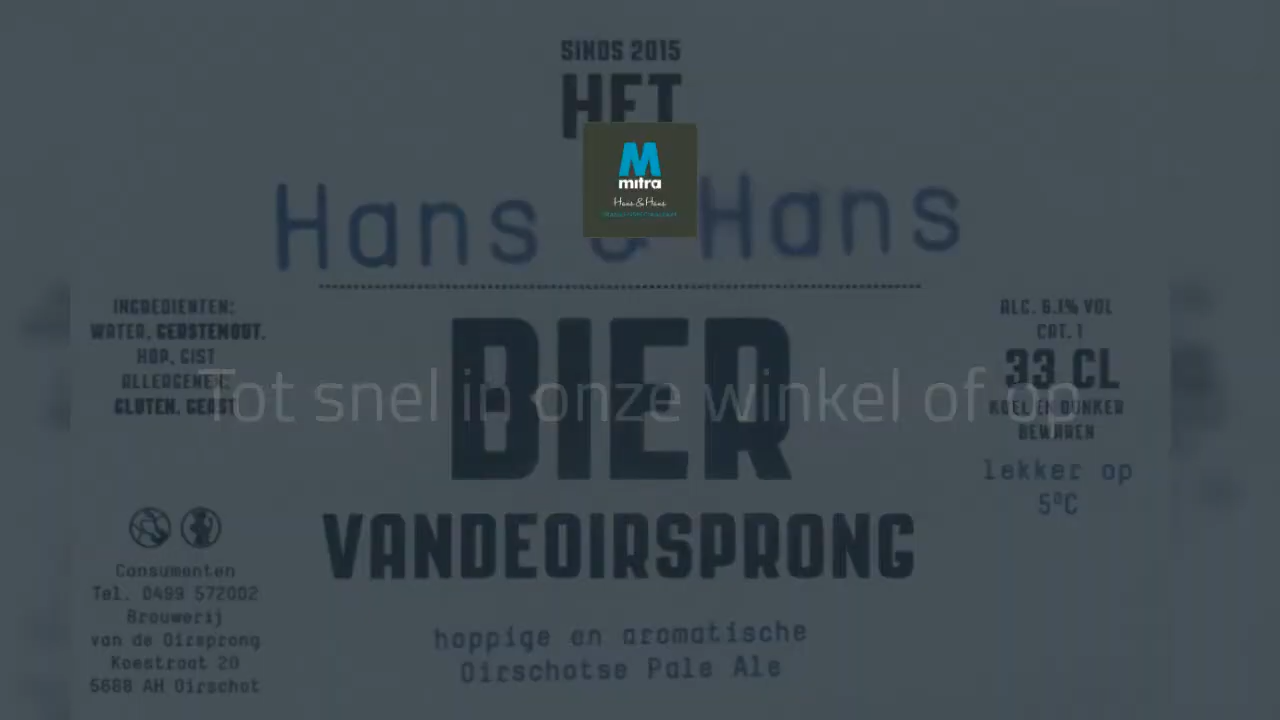 SINDS 2015
HET
mitra
Hans & Hans
Hans & Hans
INGREDIENTEN:
WATER, GERSTEMOUT,
HOP, GIST
ALLERGENEN:
GLUTEN, GERST
BIER
ALC. 6.1% VOL
CAT. 1
33 CL
KOEL EN DONKER
BEWAREN
lekker op
5°C
Tot snel in onze winkel of op
VANDEOIRSPRONG
Consumenten
Tel. 0499 572002
Brouwerij
van de Oirsprong
Koestraat 20
5688 AH Oirschot
hoppige en aromatische
Oirschotse Pale Ale